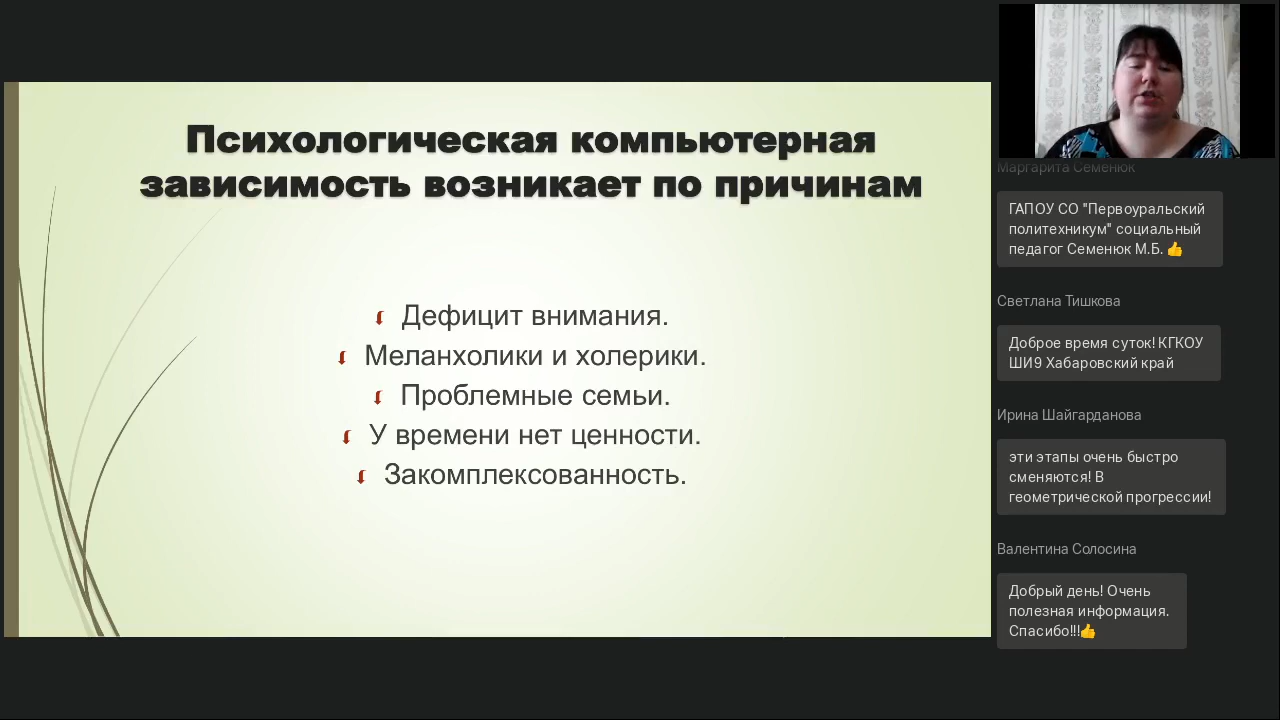 Психологическая компьютерная
зависимость возникает по причинам
Дефицит внимания.
Меланхолики и холерики.
Проблемные семьи.
У времени нет ценности.
Закомплексованность.
Маргарита Семенюк
ГАПОУ СО "Первоуральский
политехникум" социальный
педагог Семенюк М.Б. 👍
Светлана Тишкова
Доброе время суток! КГКОУ
ШИ9 Хабаровский край
Ирина Шайгарданова
эти этапы очень быстро
сменяются! В
геометрической прогрессии!
Валентина Солосина
Добрый день! Очень
полезная информация.
Спасибо!!!👍